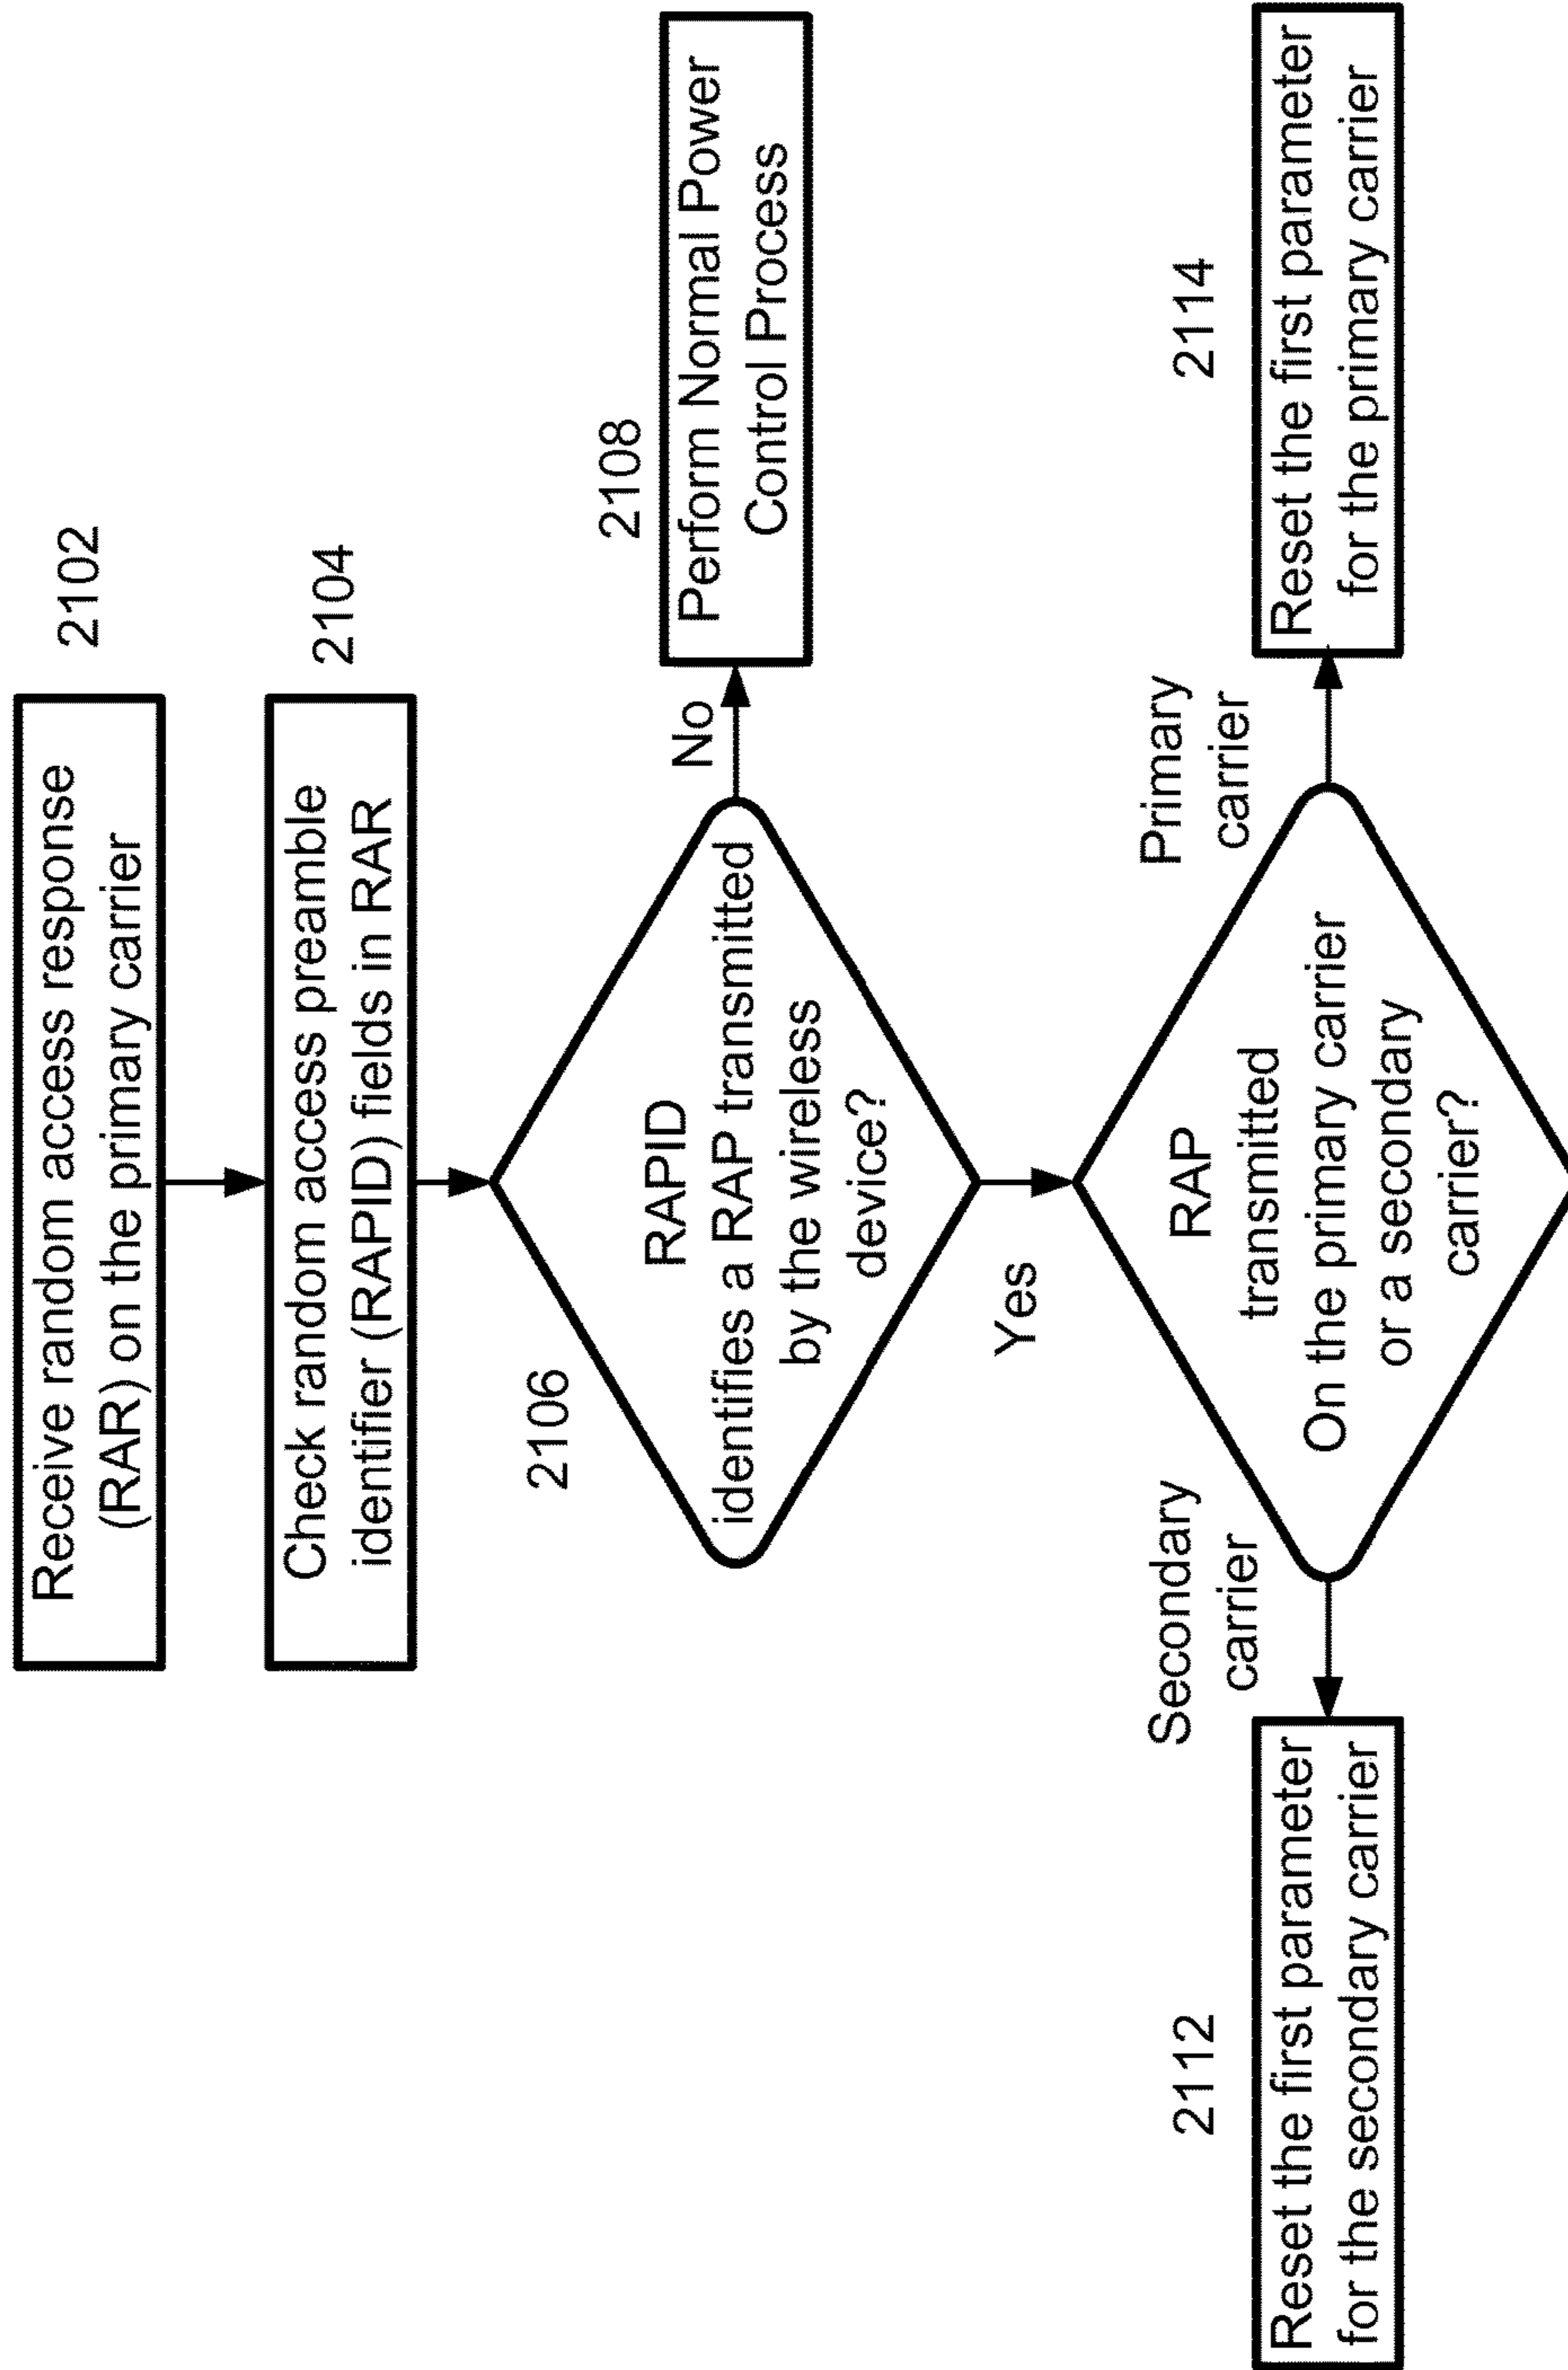 2102
Receive random access response
(RAR) on the primary carrier
2104
Check random access preamble
identifier (RAPID) fields in RAR
2106
RAPID
identifies a RAP transmitted
by the wireless
device?
No
2108
Perform Normal Power
Control Process
Yes
RAP
transmitted
On the primary carrier
or a secondary
carrier?
Secondary
carrier
Primary
carrier
2112
Reset the first parameter
for the secondary carrier
2114
Reset the first parameter
for the primary carrier